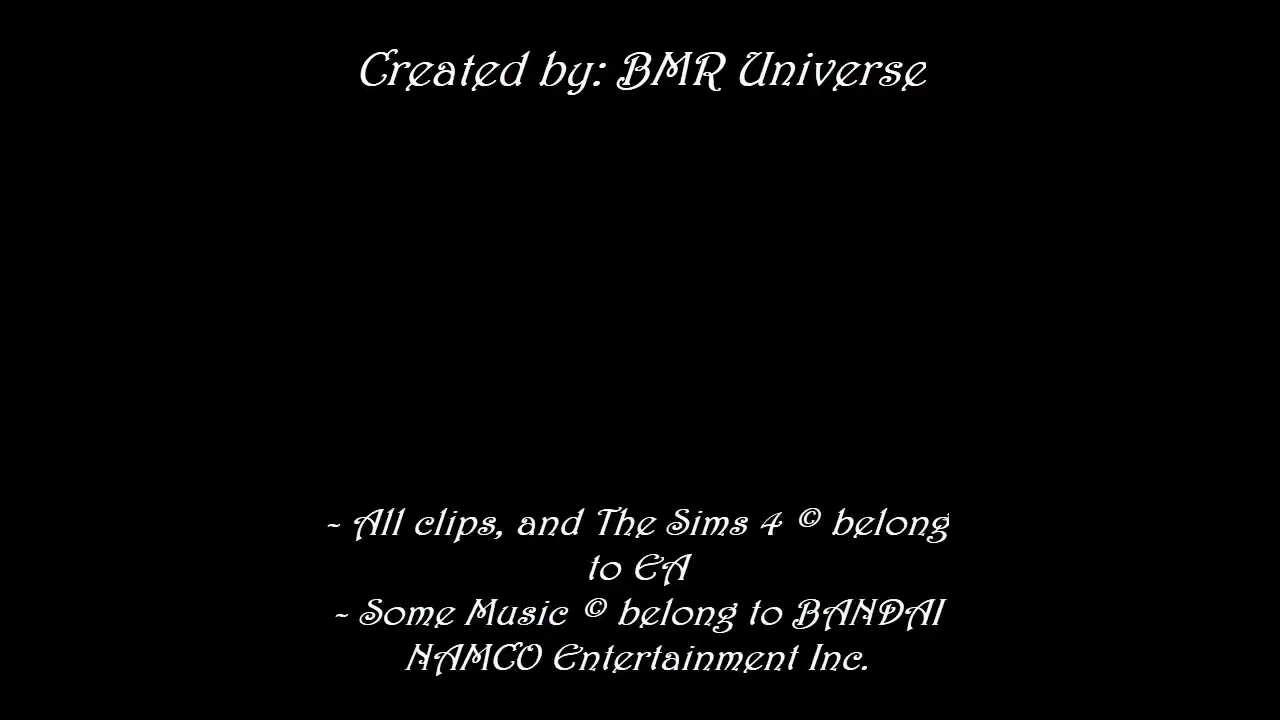 Created by: BMR Universe
- All clips, and The Sims 4 © belong
to EA
- Some Music © belong to BANDAI
NAMCO Entertainment Inc.